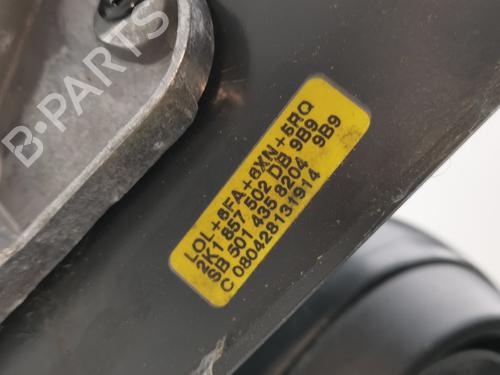 B-PARTS
LOL+6FA+6XN+5RQ
2K1 857 502 DB 9B9
SB 501 435 8204 9B9
C 080428131914